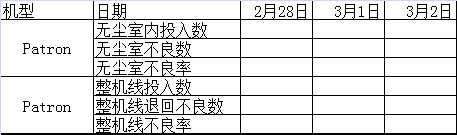 机型 日期 2月28日 3月1日 3月2日
Patron 无尘室内投入数
无尘室不良数
无尘室不良率
Patron 整机线投入数
整机线退回不良数
整机线不良率